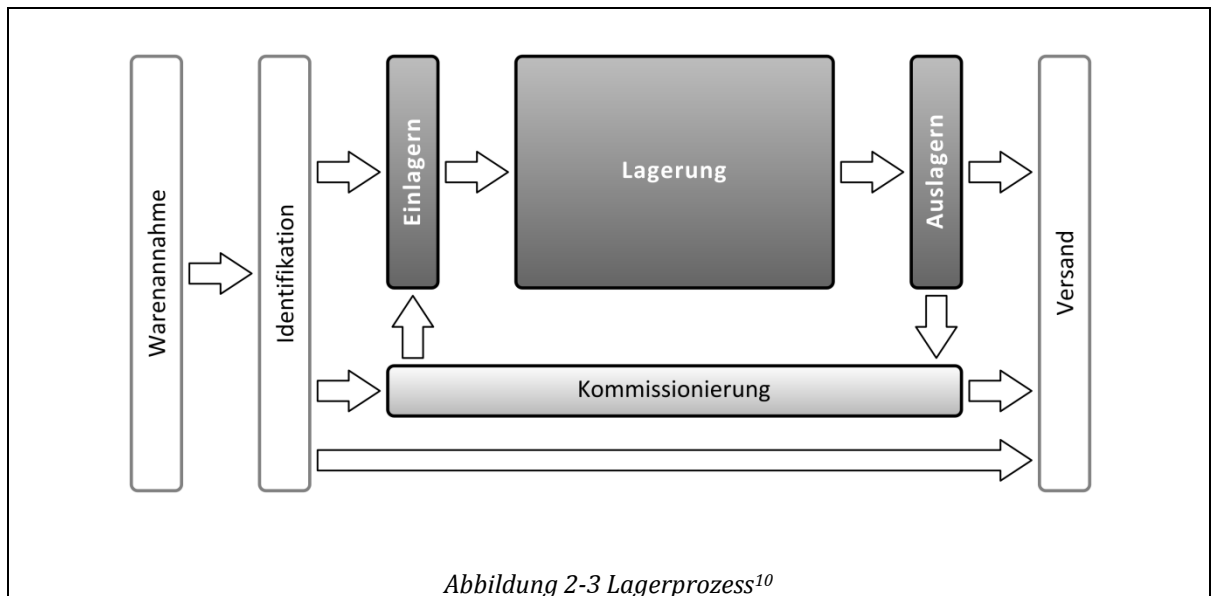 Warenannahme
Identifikation
Einlagern
Lagerung
Auslagern
Versand
Kommissionierung
Abbildung 2-3 Lagerprozess¹⁰